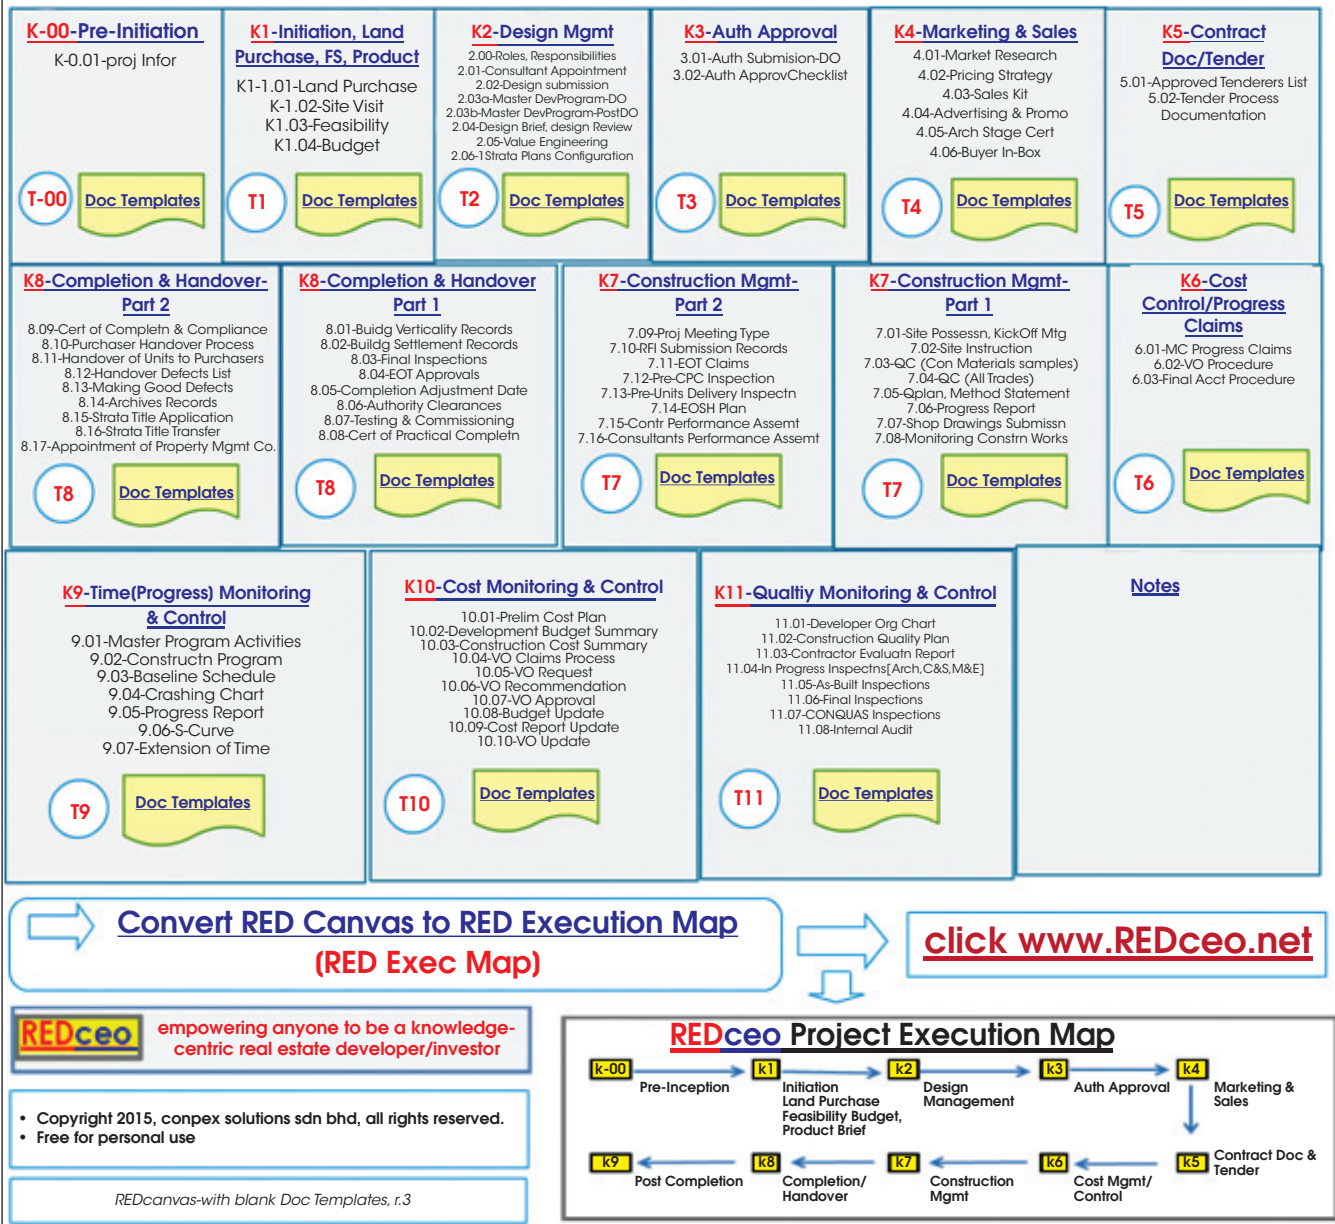 K-00-Pre-Initiation
K-0.01-proj Infor
T-00
Doc Templates
K1-Initiation, Land
Purchase, FS, Product
K1-1.01-Land Purchase
K-1.02-Site Visit
K1.03-Feasibility
K1.04-Budget
T1
Doc Templates
K2-Design Mgmt
2.00-Roles, Responsibilities
2.01-Consultant Appointment
2.02-Design submission
2.03a-Master DevProgram-DO
2.03b-Master DevProgram-PostDO
2.04-Design Brief, design Review
2.05-Value Engineering
2.06-1Strata Plans Configuration
T2
Doc Templates
K3-Auth Approval
3.01-Auth Submision-DO
3.02-Auth ApprovChecklist
T3
Doc Templates
K4-Marketing & Sales
4.01-Market Research
4.02-Pricing Strategy
4.03-Sales Kit
4.04-Advertising & Promo
4.05-Arch Stage Cert
4.06-Buyer In-Box
T4
Doc Templates
K5-Contract
Doc/Tender
5.01-Approved Tenderers List
5.02-Tender Process
Documentation
T5
Doc Templates
K8-Completion & Handover-
Part 2
8.09-Cert of Completn & Compliance
8.10-Purchaser Handover Process
8.11-Handover of Units to Purchasers
8.12-Handover Defects List
8.13-Making Good Defects
8.14-Archives Records
8.15-Strata Title Application
8.16-Strata Title Transfer
8.17-Appointment of Property Mgmt Co.
T8
Doc Templates
K8-Completion & Handover
Part 1
8.01-Buidg Verticality Records
8.02-Buildg Settlement Records
8.03-Final Inspections
8.04-EOT Approvals
8.05-Completion Adjustment Date
8.06-Authority Clearances
8.07-Testing & Commissioning
8.08-Cert of Practical Completn
T8
Doc Templates
K7-Construction Mgmt-
Part 2
7.09-Proj Meeting Type
7.10-RFI Submission Records
7.11-EOT Claims
7.12-Pre-CPC Inspection
7.13-Pre-Units Delivery Inspectn
7.14-EOSH Plan
7.15-Contr Performance Assemt
7.16-Consultants Performance Assemt
T7
Doc Templates
K7-Construction Mgmt-
Part 1
7.01-Site Possessn, KickOff Mtg
7.02-Site Instruction
7.03-QC (Con Materials samples)
7.04-QC (All Trades)
7.05-Qplan, Method Statement
7.06-Progress Report
7.07-Shop Drawings Submissn
7.08-Monitoring Constrn Works
T7
Doc Templates
K6-Cost
Control/Progress
Claims
6.01-MC Progress Claims
6.02-VO Procedure
6.03-Final Acct Procedure
T6
Doc Templates
K9-Time(Progress) Monitoring
& Control
9.01-Master Program Activities
9.02-Constructn Program
9.03-Baseline Schedule
9.04-Crashing Chart
9.05-Progress Report
9.06-S-Curve
9.07-Extension of Time
T9
Doc Templates
K10-Cost Monitoring & Control
10.01-Prelim Cost Plan
10.02-Development Budget Summary
10.03-Construction Cost Summary
10.04-VO Claims Process
10.05-VO Request
10.06-VO Recommendation
10.07-VO Approval
10.08-Budget Update
10.09-Cost Report Update
10.10-VO Update
T10
Doc Templates
K11-Qualtiy Monitoring & Control
11.01-Developer Org Chart
11.02-Construction Quality Plan
11.03-Contractor Evaluatn Report
11.04-In Progress Inspectns[Arch,C&S,M&E]
11.05-As-Built Inspections
11.06-Final Inspections
11.07-CONQUAS Inspections
11.08-Internal Audit
T11
Doc Templates
Notes
Convert RED Canvas to RED Execution Map
(RED Exec Map)
click www.REDceo.net
REDceo
empowering anyone to be a knowledge-
centric real estate developer/investor
• Copyright 2015, conpex solutions sdn bhd, all rights reserved.
• Free for personal use
REDcanvas-with blank Doc Templates, r.3
REDceo Project Execution Map
k-00
Pre-Inception
k1
Initiation
Land Purchase
Feasibility Budget,
Product Brief
k2
Design
Management
k3
Auth Approval
k4
Marketing &
Sales
k9
Post Completion
k8
Completion/
Handover
k7
Construction
Mgmt
k6
Cost Mgmt/
Control
k5
Contract Doc &
Tender